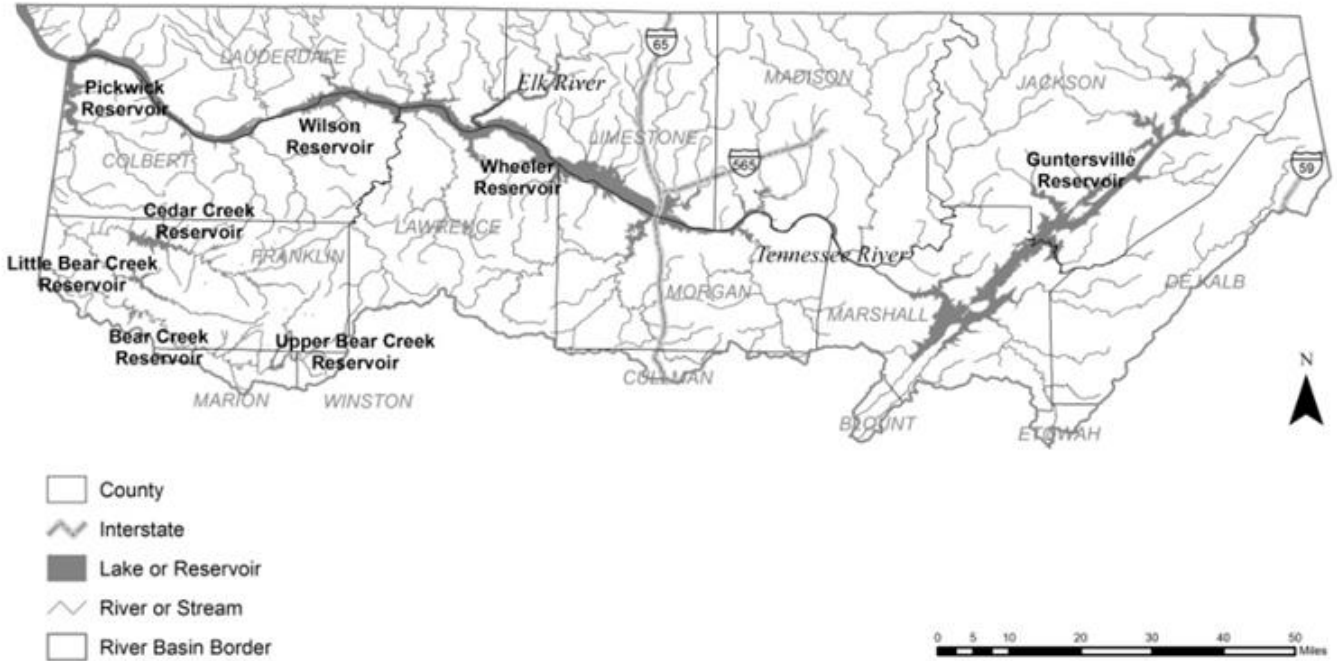 65
LAUDERDALE
Elk River
MADISON
JACKSON
Pickwick
Reservoir
Wilson
Reservoir
LIMESTONE
COLBERT
Wheeler
Reservoir
565
Guntersville
Reservoir
59
Cedar Creek
Reservoir
LAWRENCE
FRANKLIN
Tennessee River
Little Bear Creek
Reservoir
MORGAN
DE KALB
MARSHALL
Bear Creek
Reservoir
Upper Bear Creek
Reservoir
CULLMAN
MARION
WINSTON
BLOUNT
ETOWAH
N
County
Interstate
Lake or Reservoir
River or Stream
River Basin Border
0 5 10 20 30 40 50
Miles